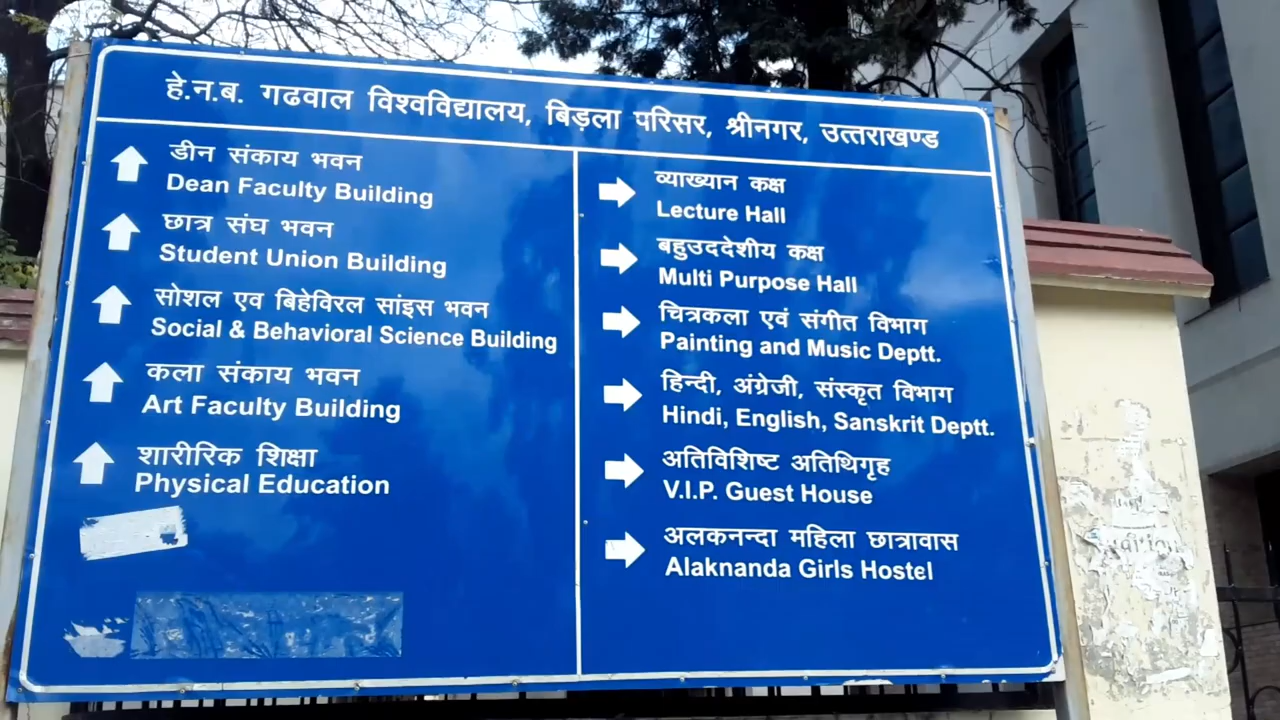 हे.न.ब. गढवाल विश्वविद्यालय, बिड़ला परिसर, श्रीनगर, उत्तराखण्ड
डीन संकाय भवन
Dean Faculty Building
छात्र संघ भवन
Student Union Building
सोशल एव बिहेविरल सांइस भवन
Social & Behavioral Science Building
कला संकाय भवन
Art Faculty Building
शारीरिक शिक्षा
Physical Education
व्याख्यान कक्ष
Lecture Hall
बहुउददेशीय कक्ष
Multi Purpose Hall
चित्रकला एवं संगीत विभाग
Painting and Music Deptt.
हिन्दी, अंग्रेजी, संस्कृत विभाग
Hindi, English, Sanskrit Deptt.
अतिविशिष्ट अतिथिगृह
V.I.P. Guest House
अलकनन्दा महिला छात्रावास
Alaknanda Girls Hostel